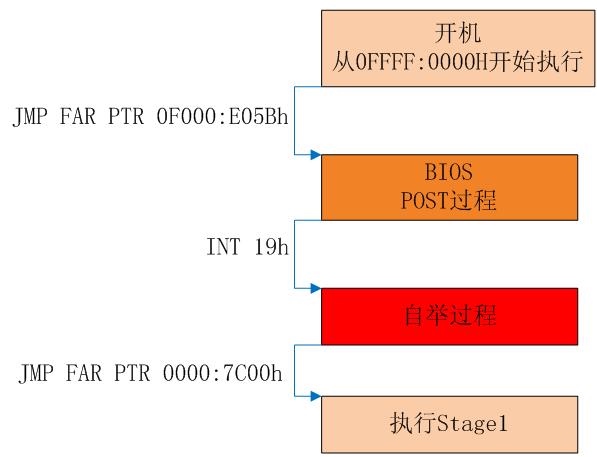 开机
从0FFFF:0000H开始执行
JMP FAR PTR 0F000:E05Bh
BIOS
POST过程
INT 19h
自举过程
JMP FAR PTR 0000:7C00h
执行Stage1